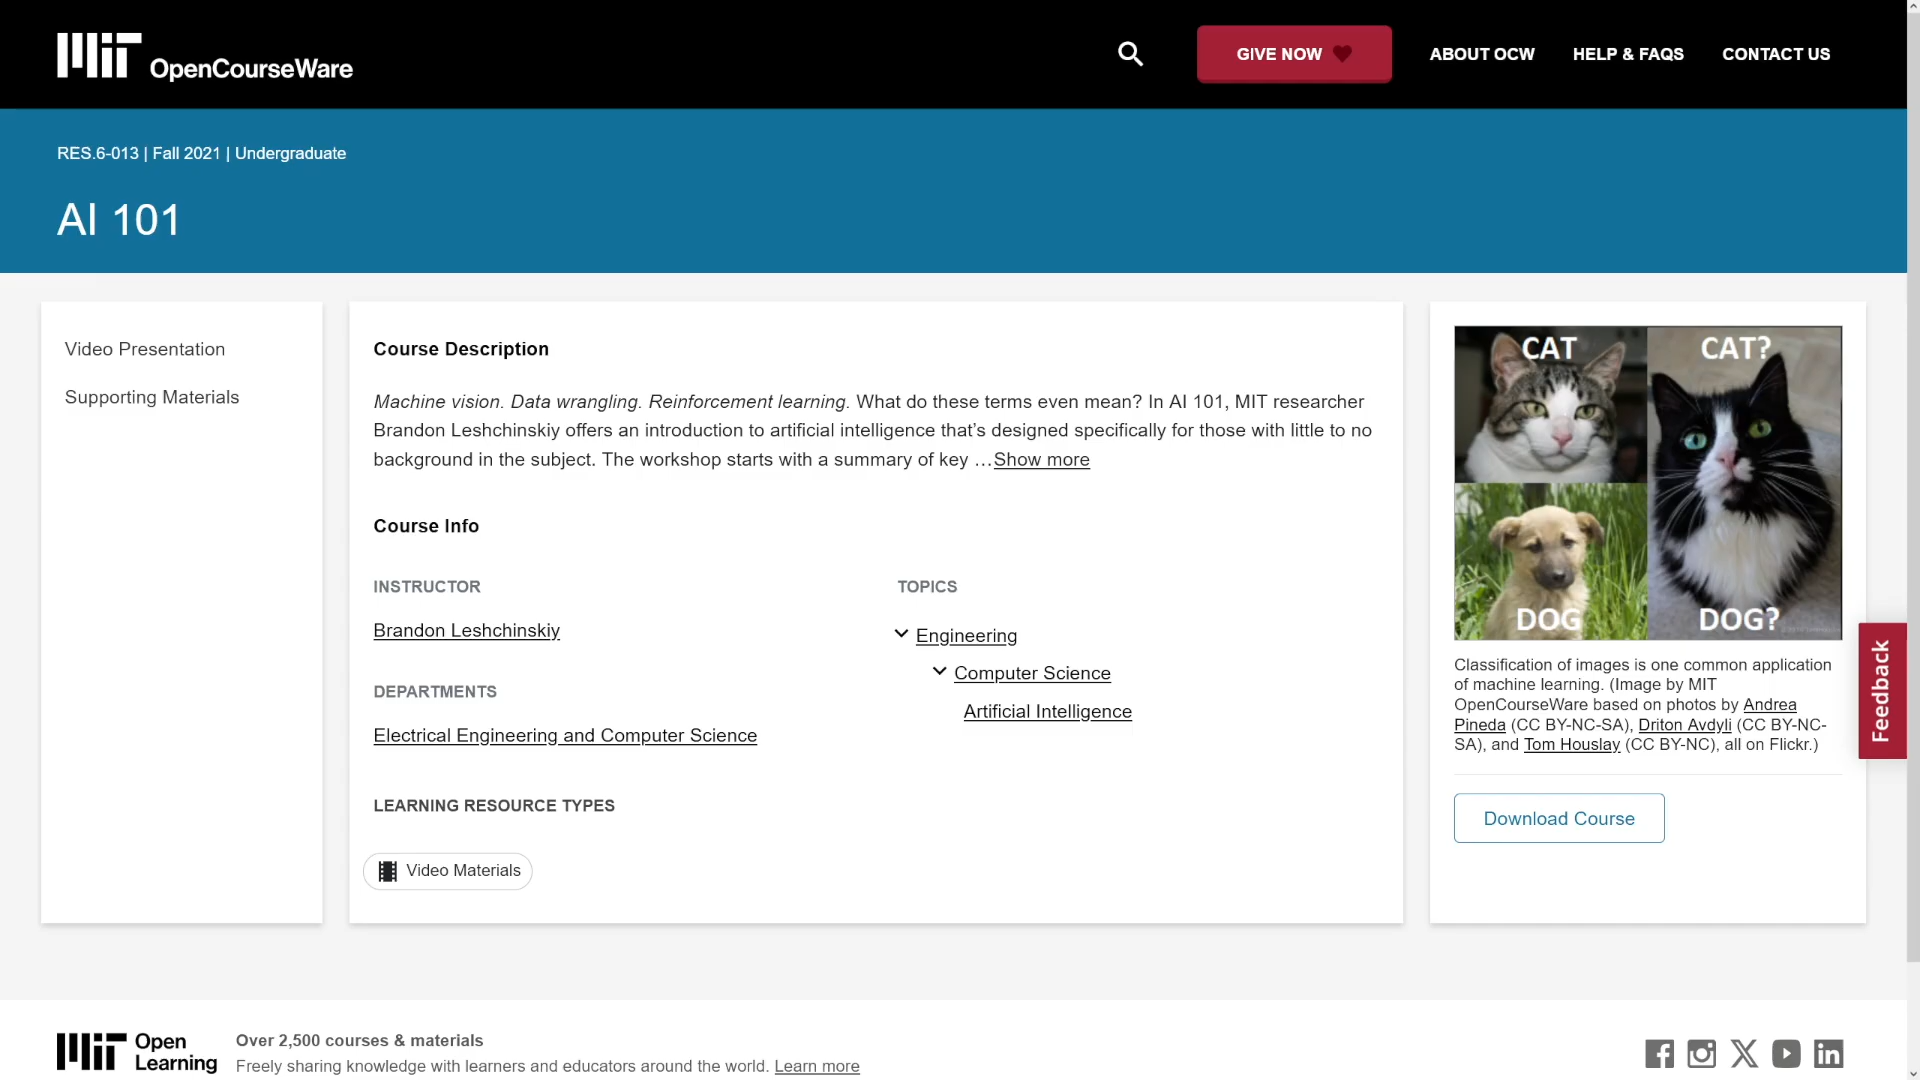 MIT OpenCourseWare
GIVE NOW
ABOUT OCW
HELP & FAQS
CONTACT US
RES.6-013 | Fall 2021 | Undergraduate
AI 101
Video Presentation
Supporting Materials
Course Description
Machine vision. Data wrangling. Reinforcement learning. What do these terms even mean? In AI 101, MIT researcher
Brandon Leshchinskiy offers an introduction to artificial intelligence that’s designed specifically for those with little to no
background in the subject. The workshop starts with a summary of key …Show more
Course Info
INSTRUCTOR
Brandon Leshchinskiy
DEPARTMENTS
Electrical Engineering and Computer Science
TOPICS
Engineering
Computer Science
Artificial Intelligence
LEARNING RESOURCE TYPES
Video Materials
CAT
CAT?
DOG
DOG?
Classification of images is one common application
of machine learning. (Image by MIT
OpenCourseWare based on photos by Andrea
Pineda (CC BY-NC-SA), Driton Avdyli (CC BY-NC-
SA), and Tom Houslay (CC BY-NC), all on Flickr.)
Download Course
Feedback
MIT Open
Learning
Over 2,500 courses & materials
Freely sharing knowledge with learners and educators around the world. Learn more